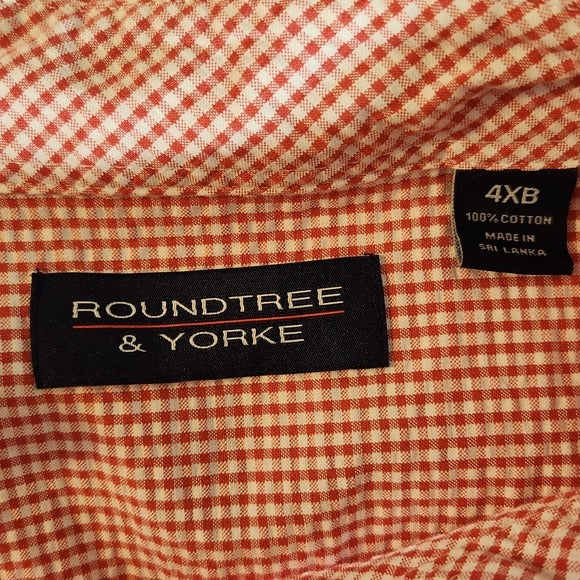 ROUNDTREE
& YORKE
4XB
100% COTTON
MADE IN
SRI LANKA